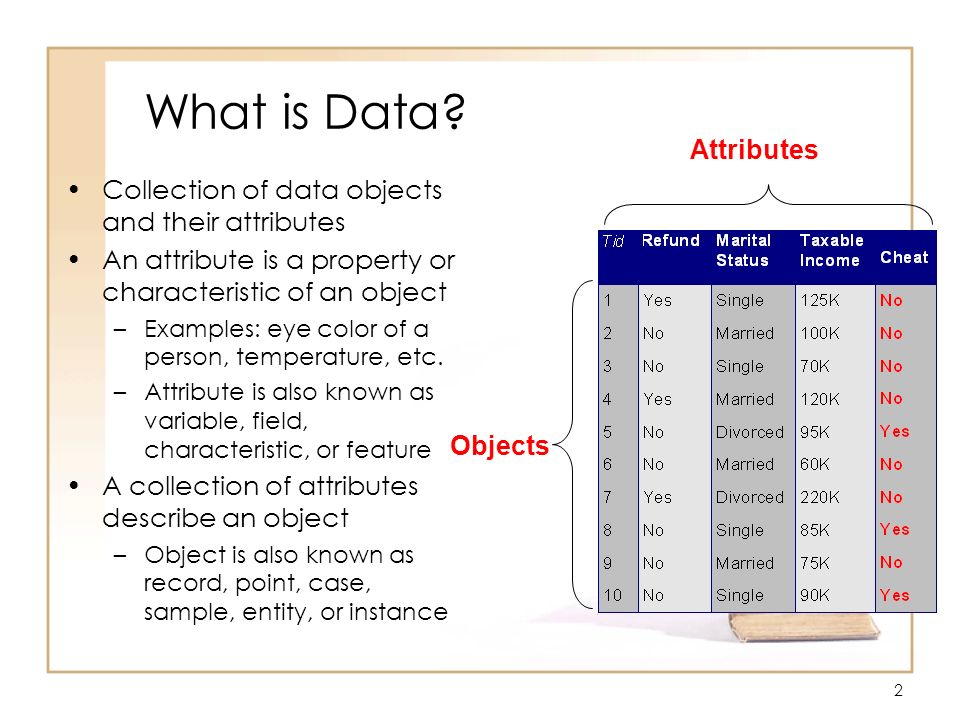 What is Data?
• Collection of data objects
and their attributes
• An attribute is a property or
characteristic of an object
– Examples: eye color of a
person, temperature, etc.
– Attribute is also known as
variable, field,
characteristic, or feature
• A collection of attributes
describe an object
– Object is also known as
record, point, case,
sample, entity, or instance
Attributes
Objects
Tid Refund Marital Status Taxable Income Cheat
1 Yes Single 125K No
2 No Married 100K No
3 No Single 70K No
4 Yes Married 120K No
5 No Divorced 95K Yes
6 No Married 60K No
7 Yes Divorced 220K No
8 No Single 85K Yes
9 No Married 75K No
10 No Single 90K Yes
2